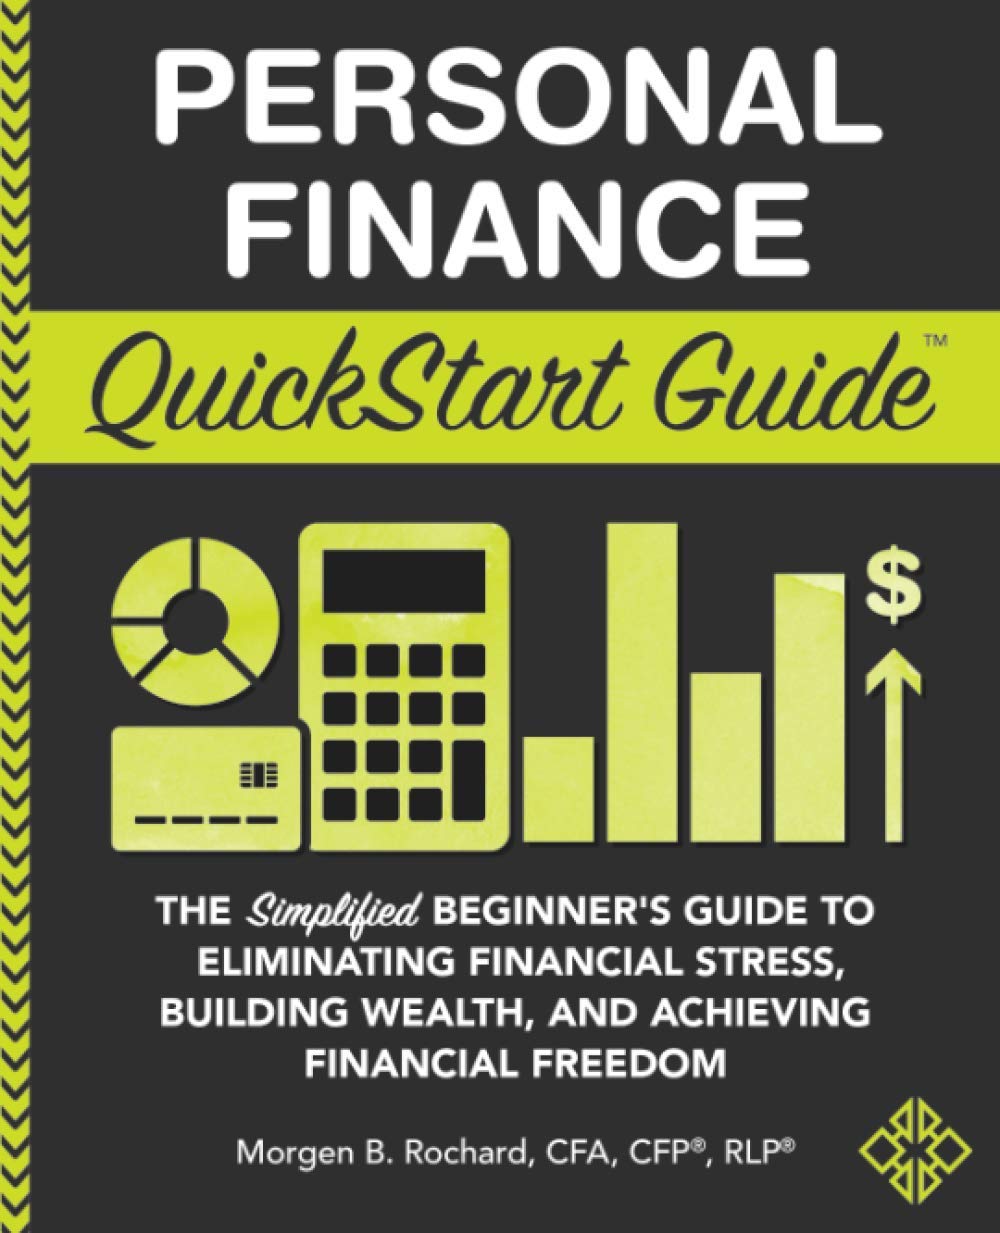 PERSONAL
FINANCE
QuickStart Guide™
$
THE Simplified BEGINNER'S GUIDE TO
ELIMINATING FINANCIAL STRESS,
BUILDING WEALTH, AND ACHIEVING
FINANCIAL FREEDOM
Morgen B. Rochard, CFA, CFP®, RLP®